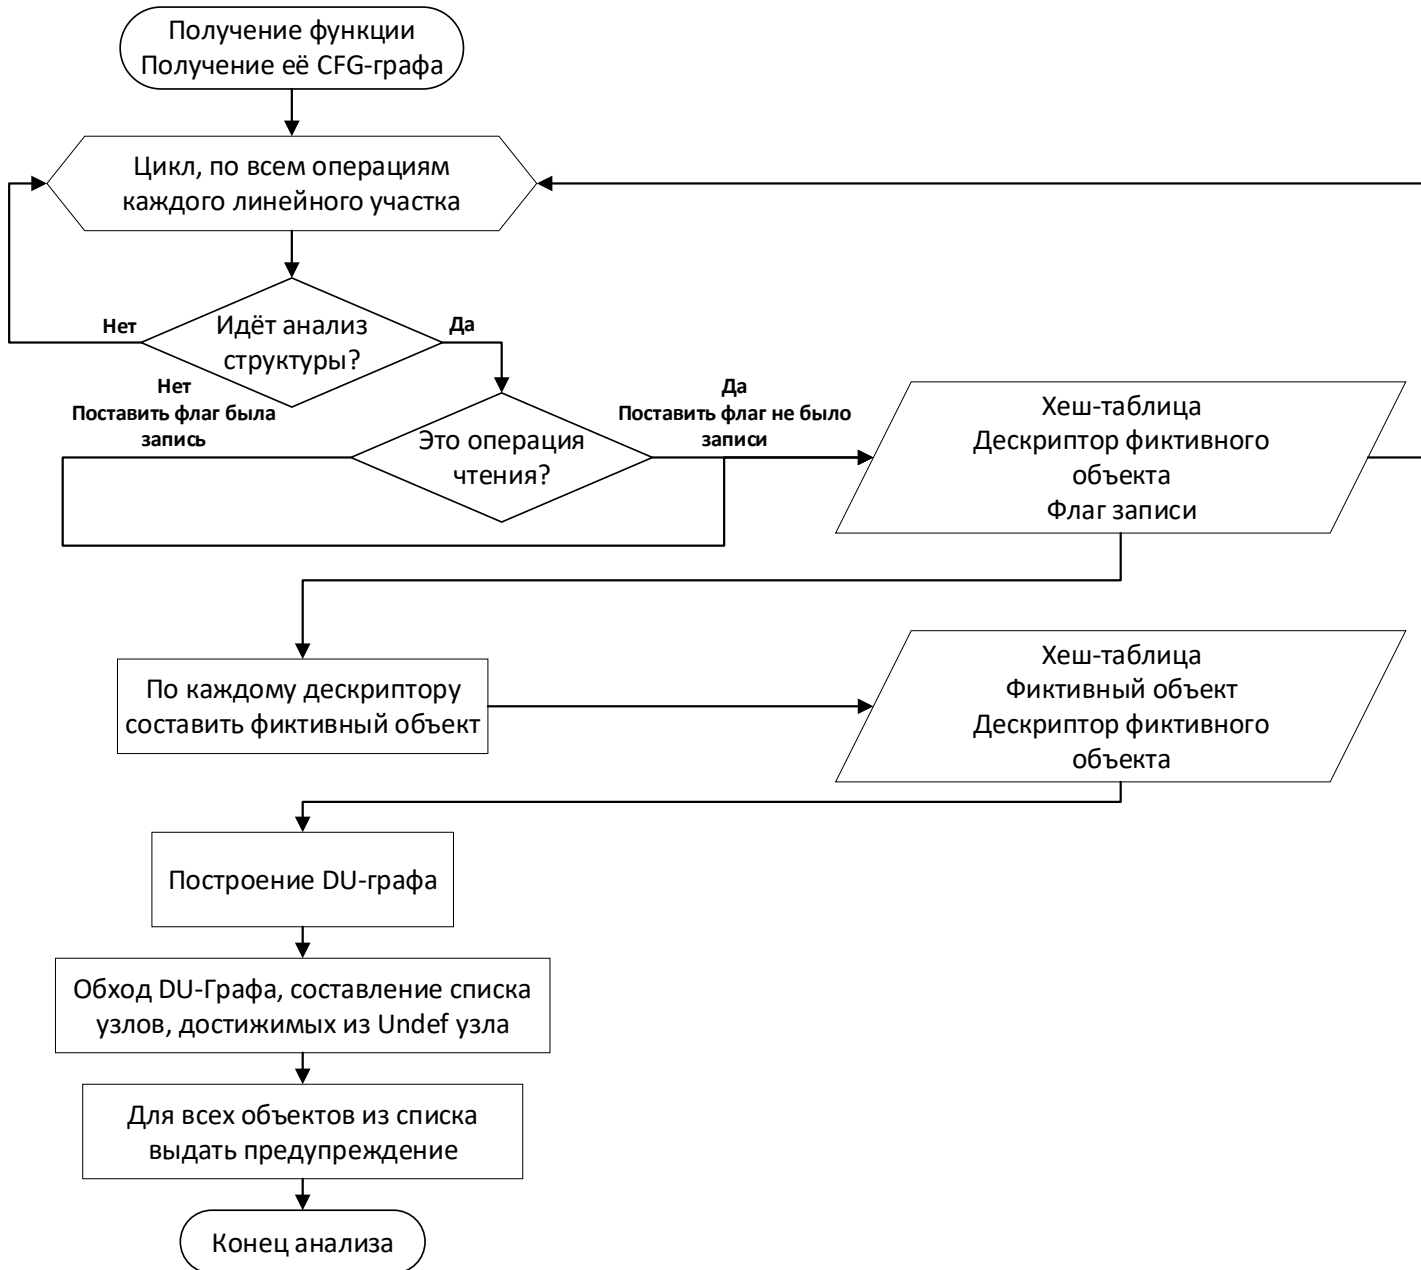 Получение функции
Получение её CFG-графа
Цикл, по всем операциям
каждого линейного участка
Нет
Идёт анализ
структуры?
Да
Нет
Поставить флаг была
запись
Это операция
чтения?
Да
Поставить флаг не было
записи
Хеш-таблица
Дескриптор фиктивного
объекта
Флаг записи
По каждому дескриптору
составить фиктивный объект
Хеш-таблица
Фиктивный объект
Дескриптор фиктивного
объекта
Построение DU-графа
Обход DU-Графа, составление списка
узлов, достижимых из Undef узла
Для всех объектов из списка
выдать предупреждение
Конец анализа